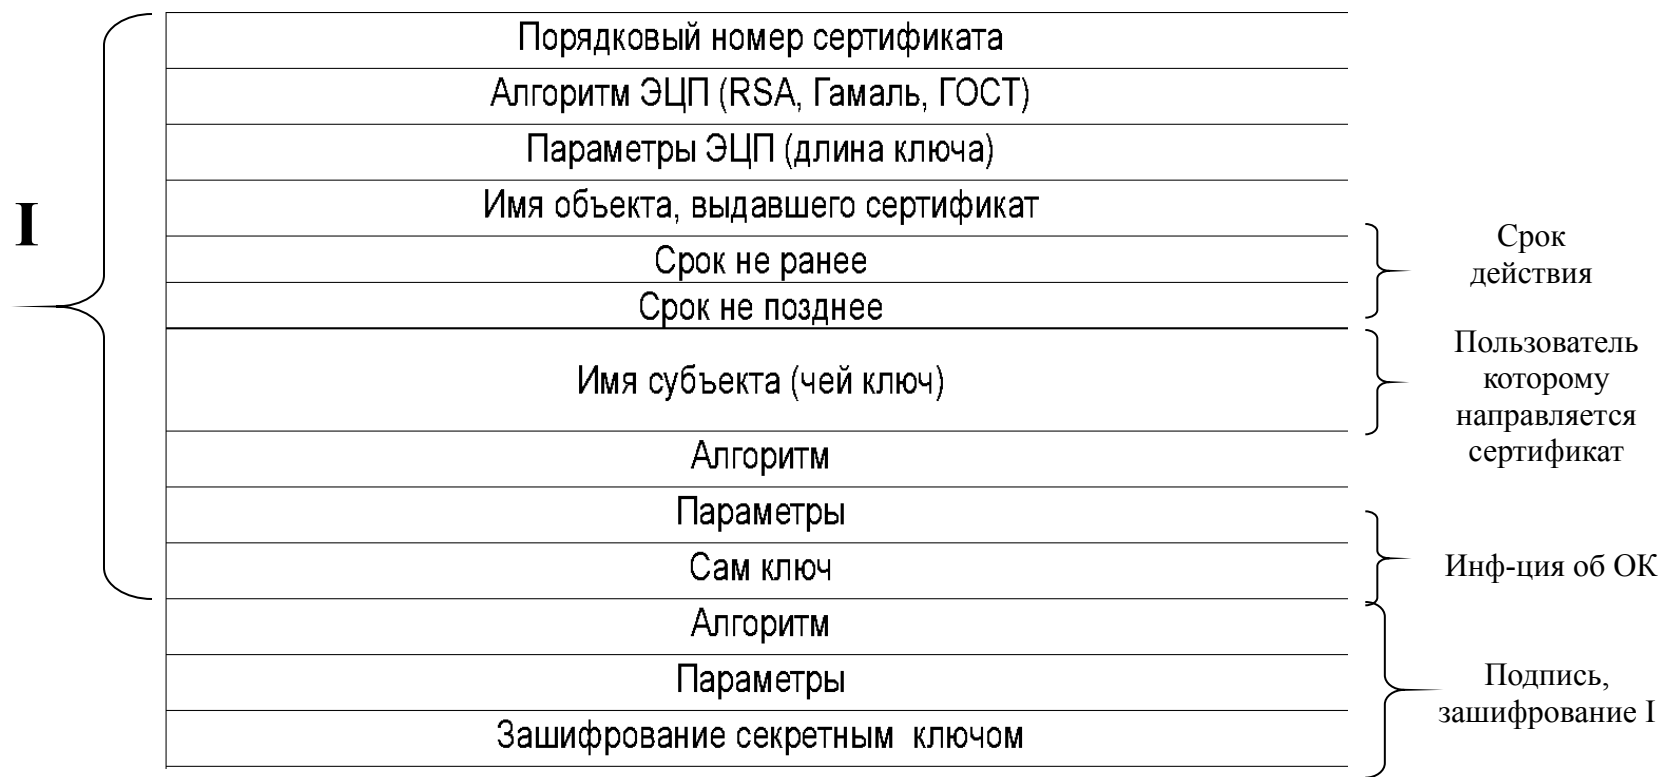 Порядковый номер сертификата
Алгоритм ЭЦП (RSA, Гамаль, ГОСТ)
Параметры ЭЦП (длина ключа)
Имя объекта, выдавшего сертификат
I
Срок не ранее
Срок не позднее
Срок
действия
Имя субъекта (чей ключ)
Пользователь
которому
направляется
сертификат
Алгоритм
Параметры
Сам ключ
Инф-ция об ОК
Алгоритм
Параметры
Зашифрование секретным ключом
Подпись,
зашифрование I